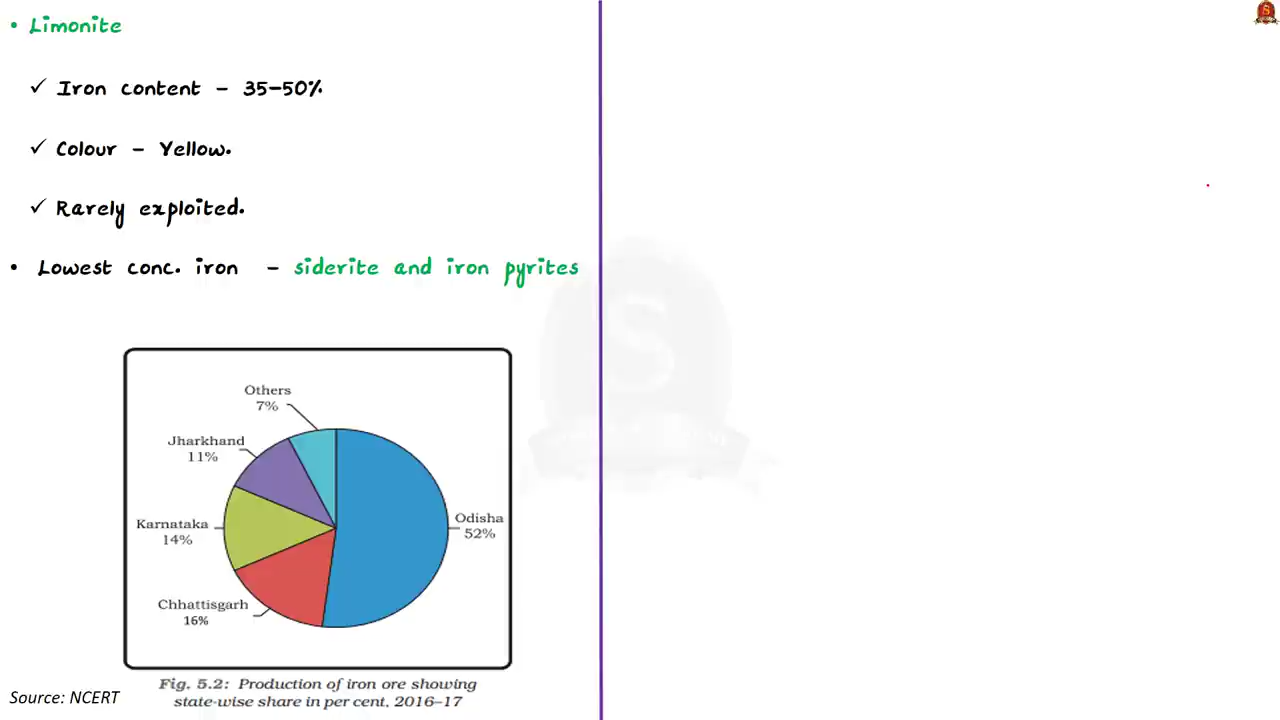 • Limonite
✓ Iron content - 35-50%
✓ Colour - Yellow.
✓ Rarely exploited.
• Lowest conc. iron - siderite and iron pyrites
Others
7%
Jharkhand
11%
Karnataka
14%
Odisha
52%
Chhattisgarh
16%
Fig. 5.2: Production of iron ore showing
state-wise share in per cent, 2016–17
Source: NCERT